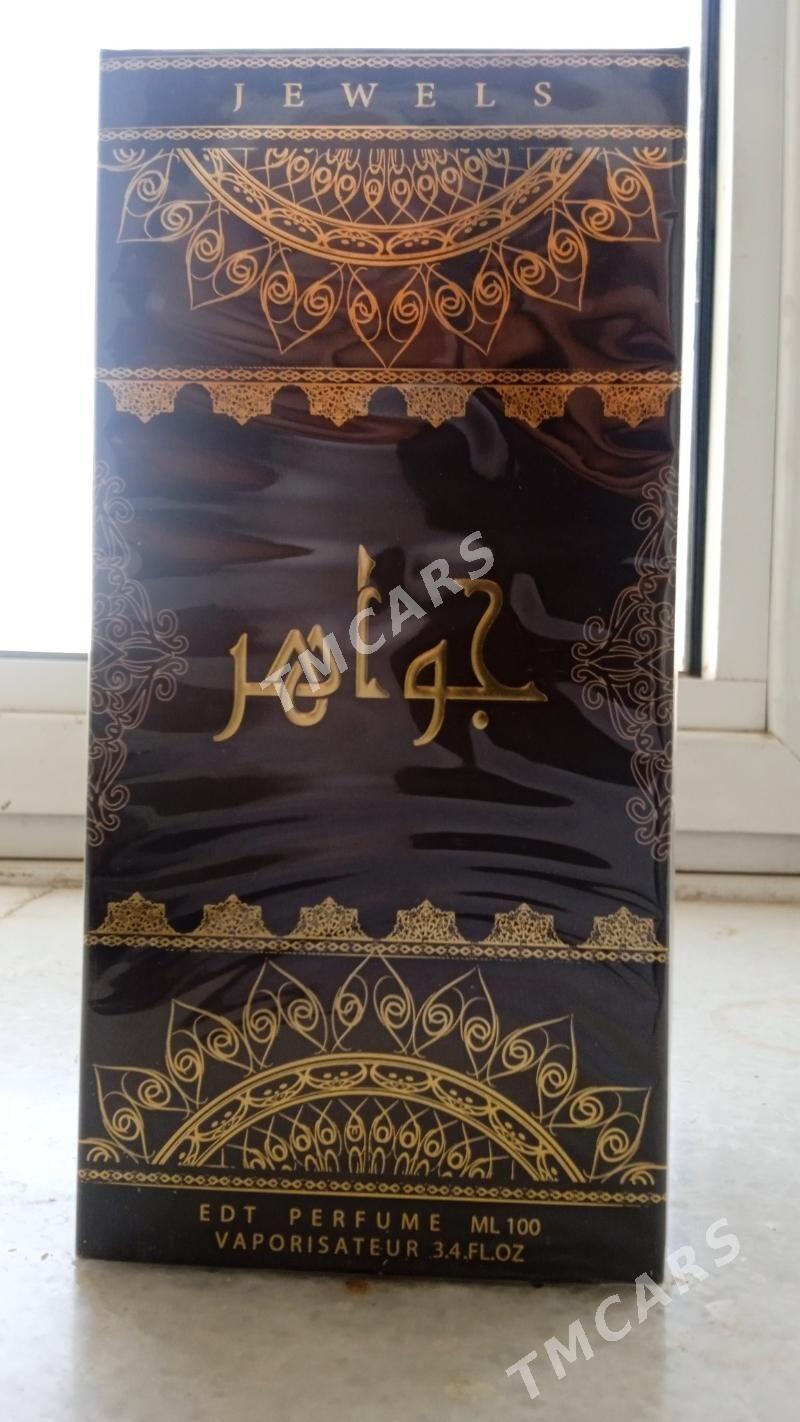 JEWELS
جواهر
TMCARS
EDT PERFUME ML 100
VAPORISATEUR 3.4.FL.OZ
TMCARS